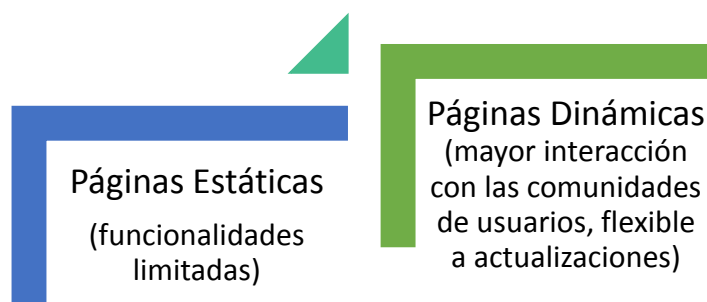 Páginas Estáticas
(funcionalidades
limitadas)
Páginas Dinámicas
(mayor interacción
con las comunidades
de usuarios, flexible
a actualizaciones)